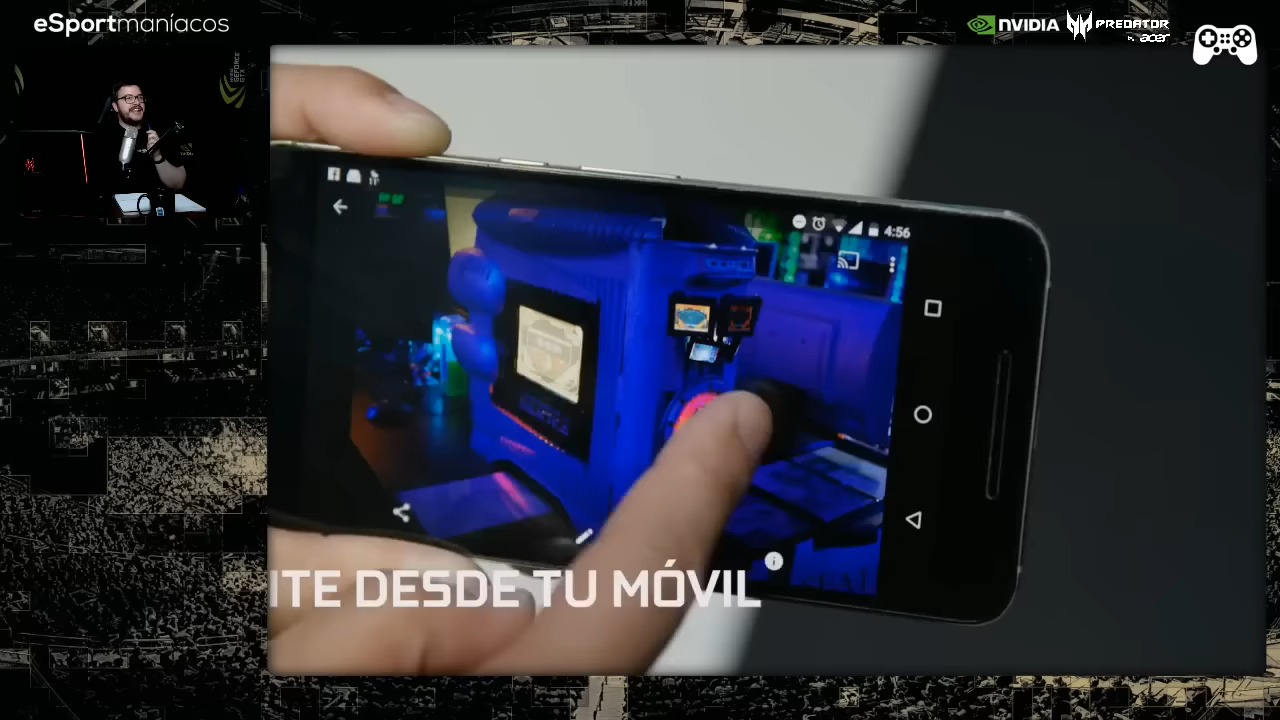 eSportmaníacos
NVIDIA
PREDATOR
acer
4:56
ITE DESDE TU MÓVIL